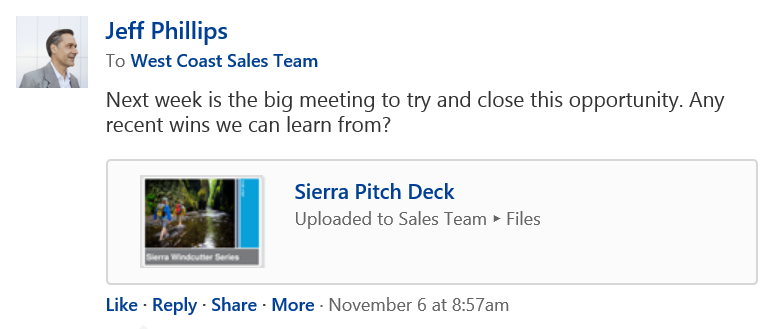 Jeff Phillips
To West Coast Sales Team
Next week is the big meeting to try and close this opportunity. Any
recent wins we can learn from?
Sierra Windcutter Series
Sierra Pitch Deck
Uploaded to Sales Team ▸ Files
Like · Reply · Share · More · November 6 at 8:57am